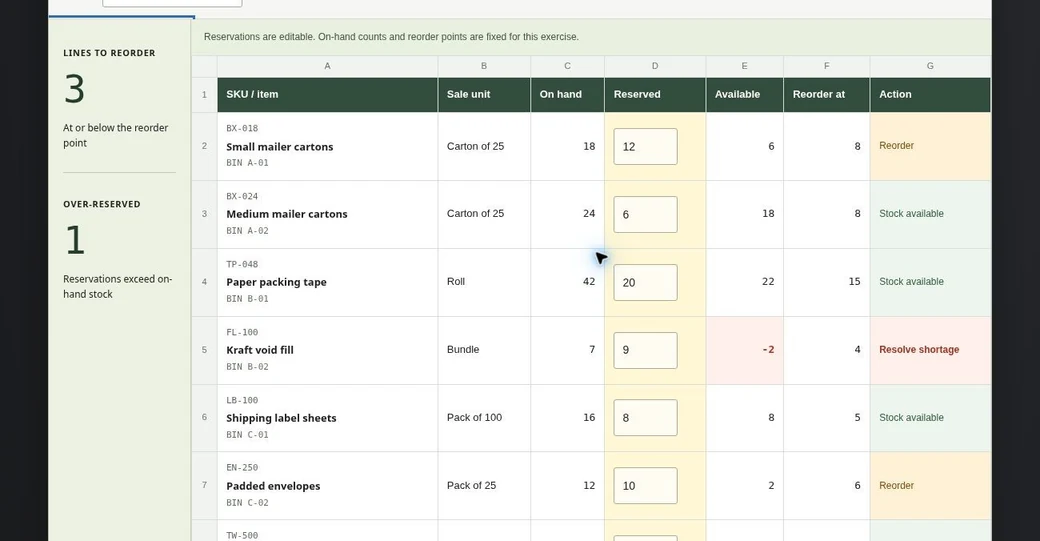 Reservations are editable. On-hand counts and reorder points are fixed for this exercise.
LINES TO REORDER
3
At or below the reorder
point
OVER-RESERVED
1
Reservations exceed on-
hand stock
A B C D E F G
1 SKU / item Sale unit On hand Reserved Available Reorder at Action
BX-018
2 Small mailer cartons Carton of 25 18 12 6 8 Reorder
BIN A-01
BX-024
3 Medium mailer cartons Carton of 25 24 6 18 8 Stock available
BIN A-02
TP-048
4 Paper packing tape Roll 42 20 22 15 Stock available
BIN B-01
FL-100
5 Kraft void fill Bundle 7 9 -2 4 Resolve shortage
BIN B-02
LB-100
6 Shipping label sheets Pack of 100 16 8 8 5 Stock available
BIN C-01
EN-250
7 Padded envelopes Pack of 25 12 10 2 6 Reorder
BIN C-02
TW-500